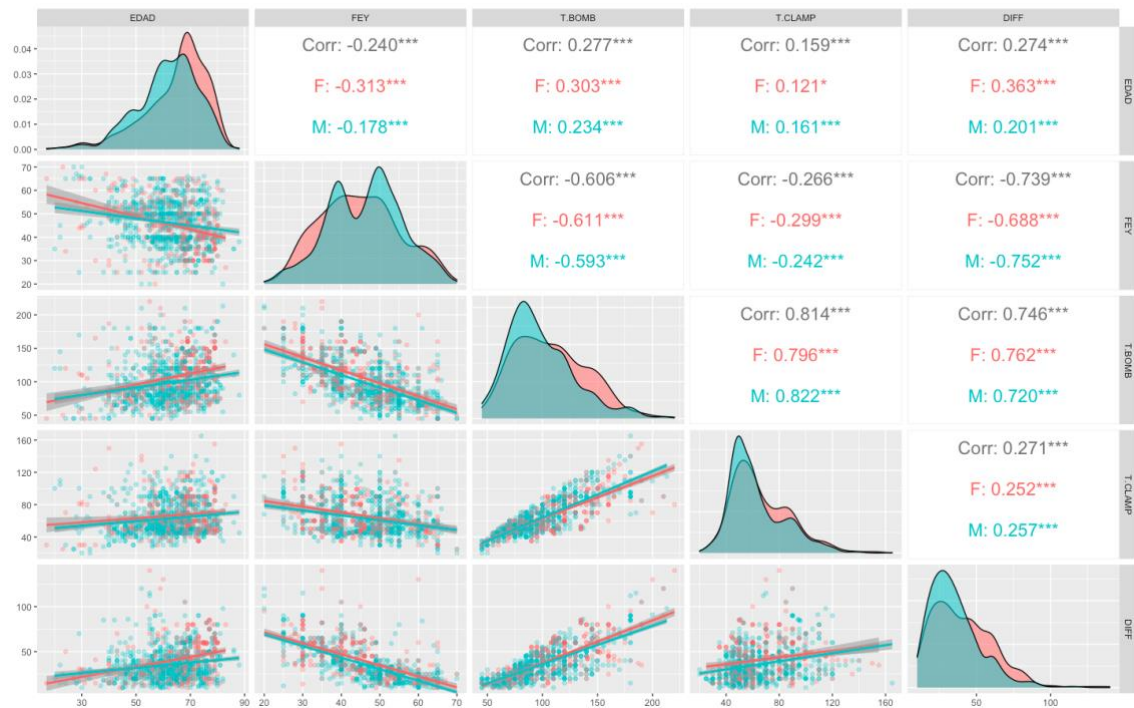 EDAD FEY T.BOMB T.CLAMP DIFF
0.04
0.03
0.02
0.01
0.00
Corr: -0.240***
F: -0.313***
M: -0.178***
Corr: 0.277***
F: 0.303***
M: 0.234***
Corr: 0.159***
F: 0.121*
M: 0.161***
Corr: 0.274***
F: 0.363***
M: 0.201***
EDAD
70
60
50
40
30
20
Corr: -0.606***
F: -0.611***
M: -0.593***
Corr: -0.266***
F: -0.299***
M: -0.242***
Corr: -0.739***
F: -0.688***
M: -0.752***
FEY
200
150
100
50
Corr: 0.814***
F: 0.796***
M: 0.822***
Corr: 0.746***
F: 0.762***
M: 0.720***
T.BOMB
160
120
80
40
Corr: 0.271***
F: 0.252***
M: 0.257***
T.CLAMP
100
50
DIFF
30 50 70 90 20 30 40 50 60 70 50 100 150 200 40 80 120 160 50 100